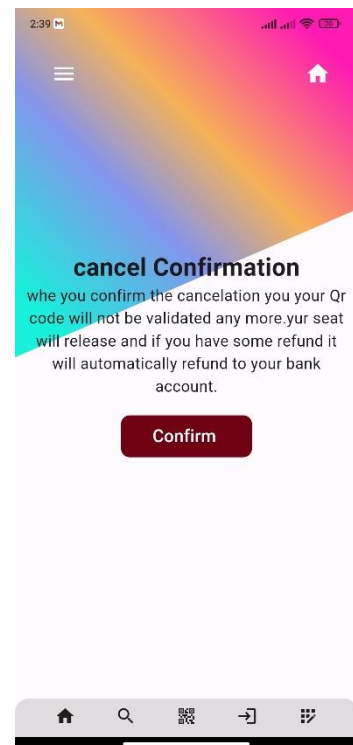 2:39
70
cancel Confirmation
whe you confirm the cancelation you your Qr
code will not be validated any more.yur seat
will release and if you have some refund it
will automatically refund to your bank
account.
Confirm